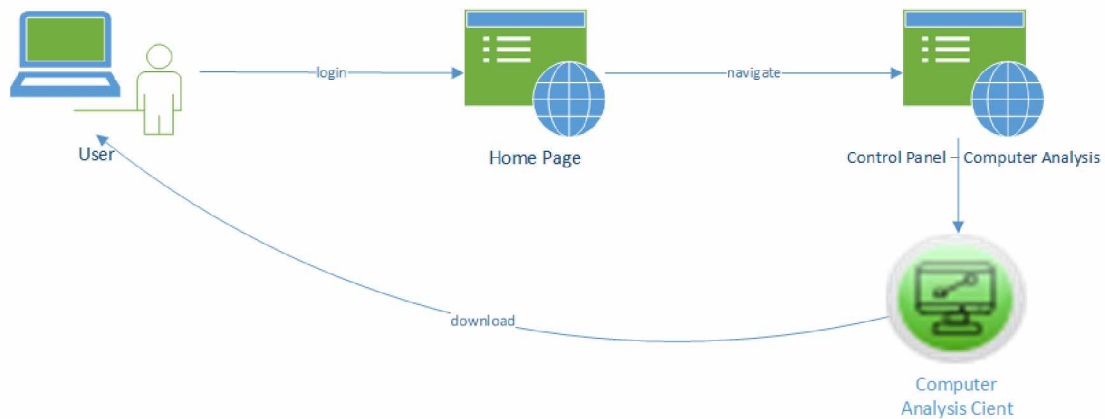 login
navigate
User
Home Page
Control Panel – Computer Analysis
download
Computer
Analysis Cient